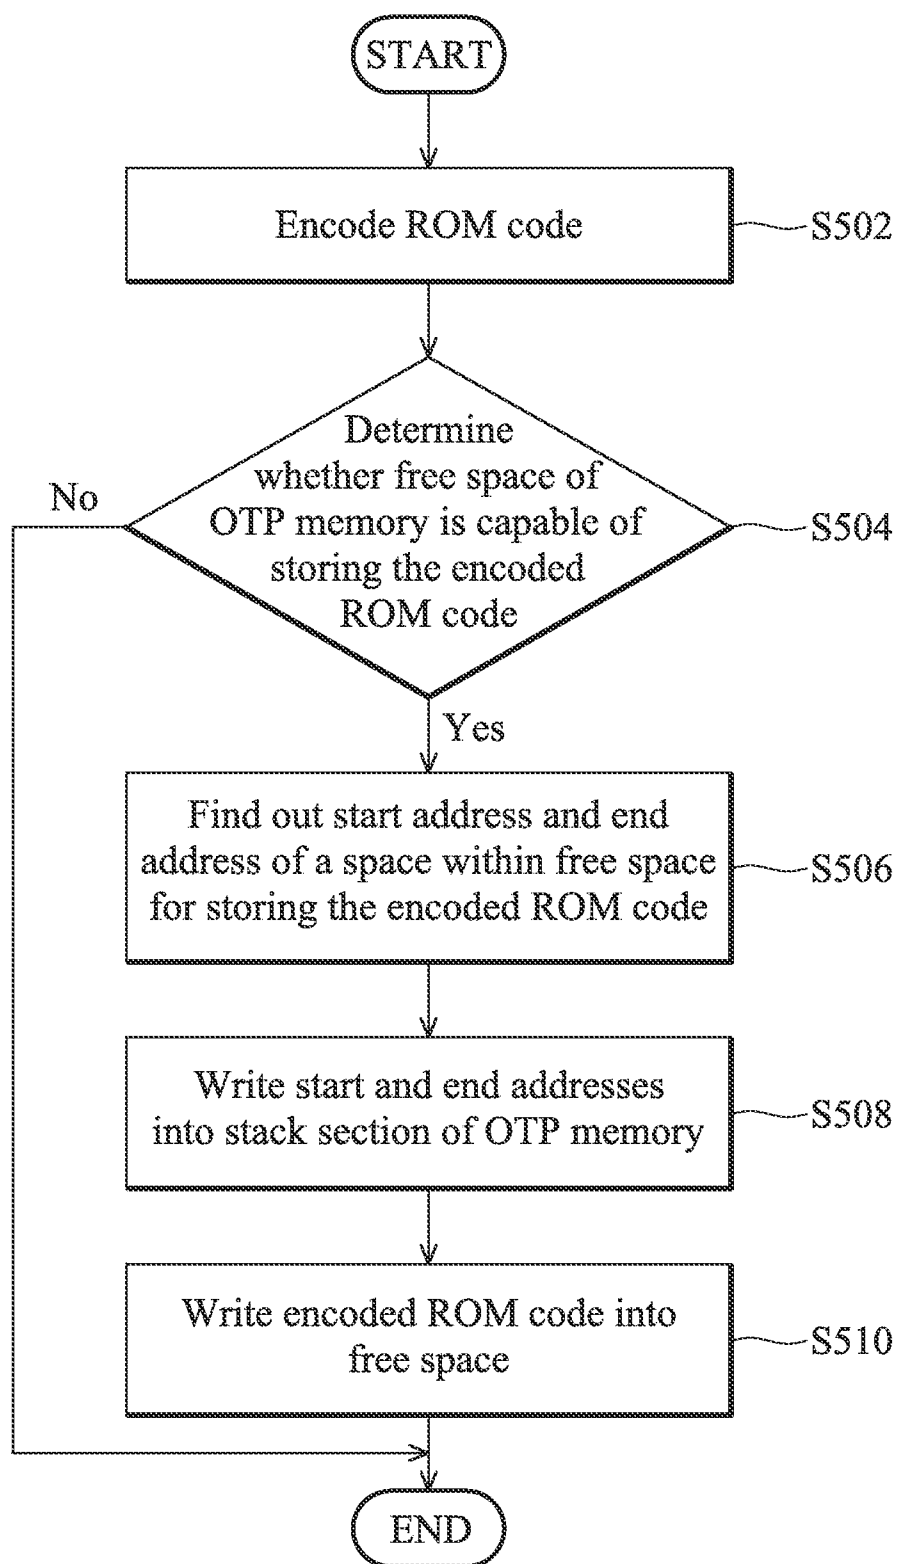 START
Encode ROM code
S502
Determine
whether free space of
OTP memory is capable of
storing the encoded
ROM code
No
S504
Yes
Find out start address and end
address of a space within free space
for storing the encoded ROM code
S506
Write start and end addresses
into stack section of OTP memory
S508
Write encoded ROM code into
free space
S510
END